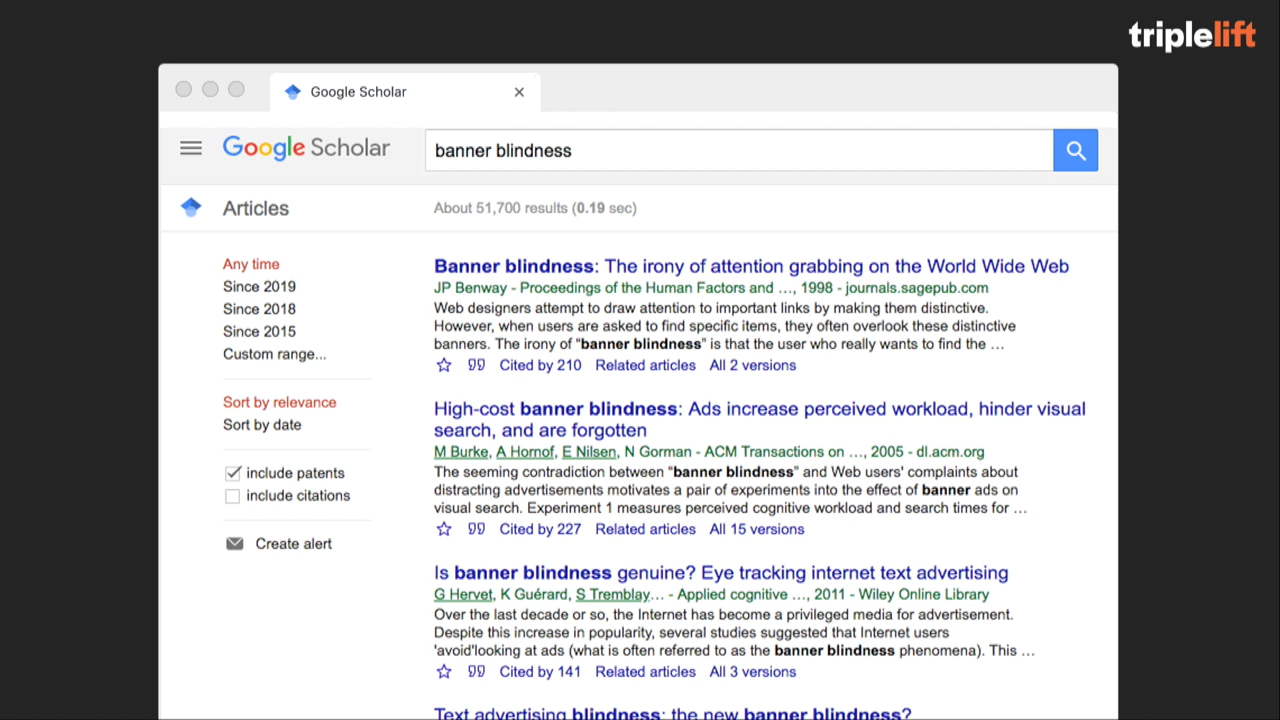 triplelift
Google Scholar
Google Scholar
banner blindness
Articles
About 51,700 results (0.19 sec)
Any time
Since 2019
Since 2018
Since 2015
Custom range...
Sort by relevance
Sort by date
include patents
include citations
Create alert
Banner blindness: The irony of attention grabbing on the World Wide Web
JP Benway - Proceedings of the Human Factors and …, 1998 - journals.sagepub.com
Web designers attempt to draw attention to important links by making them distinctive.
However, when users are asked to find specific items, they often overlook these distinctive
banners. The irony of “banner blindness” is that the user who really wants to find the …
Cited by 210 Related articles All 2 versions
High-cost banner blindness: Ads increase perceived workload, hinder visual
search, and are forgotten
M Burke, A Hornof, E Nilsen, N Gorman - ACM Transactions on …, 2005 - dl.acm.org
The seeming contradiction between “banner blindness” and Web users' complaints about
distracting advertisements motivates a pair of experiments into the effect of banner ads on
visual search. Experiment 1 measures perceived cognitive workload and search times for …
Cited by 227 Related articles All 15 versions
Is banner blindness genuine? Eye tracking internet text advertising
G Hervet, K Guérard, S Tremblay… - Applied cognitive …, 2011 - Wiley Online Library
Over the last decade or so, the Internet has become a privileged media for advertisement.
Despite this increase in popularity, several studies suggested that Internet users
'avoid'looking at ads (what is often referred to as the banner blindness phenomena). This …
Cited by 141 Related articles All 3 versions
Text advertising blindness: the new banner blindness?